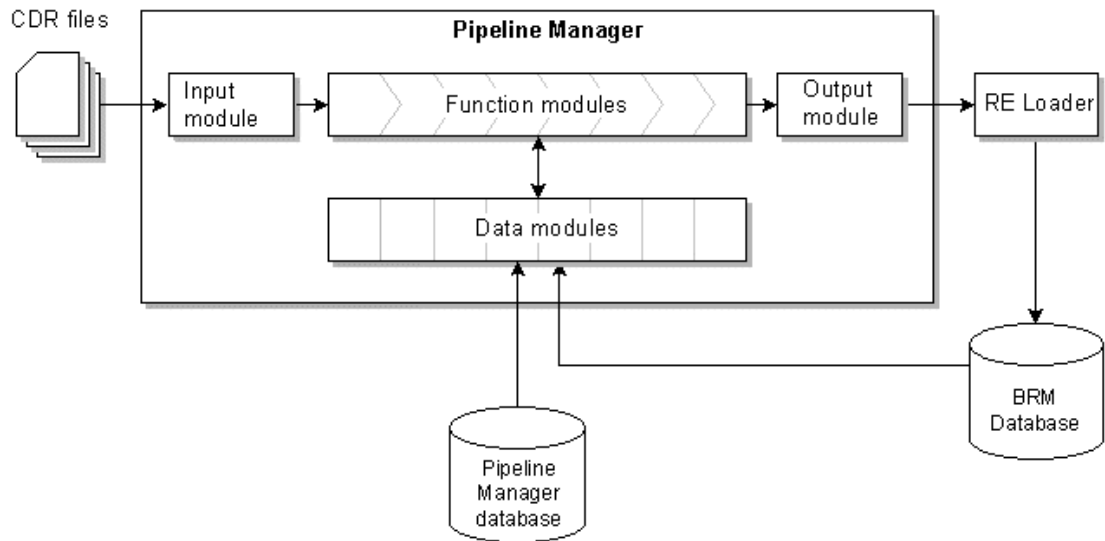 CDR files
Pipeline Manager
Input
module
Function modules
Output
module
RE Loader
Data modules
BRM
Database
Pipeline
Manager
database